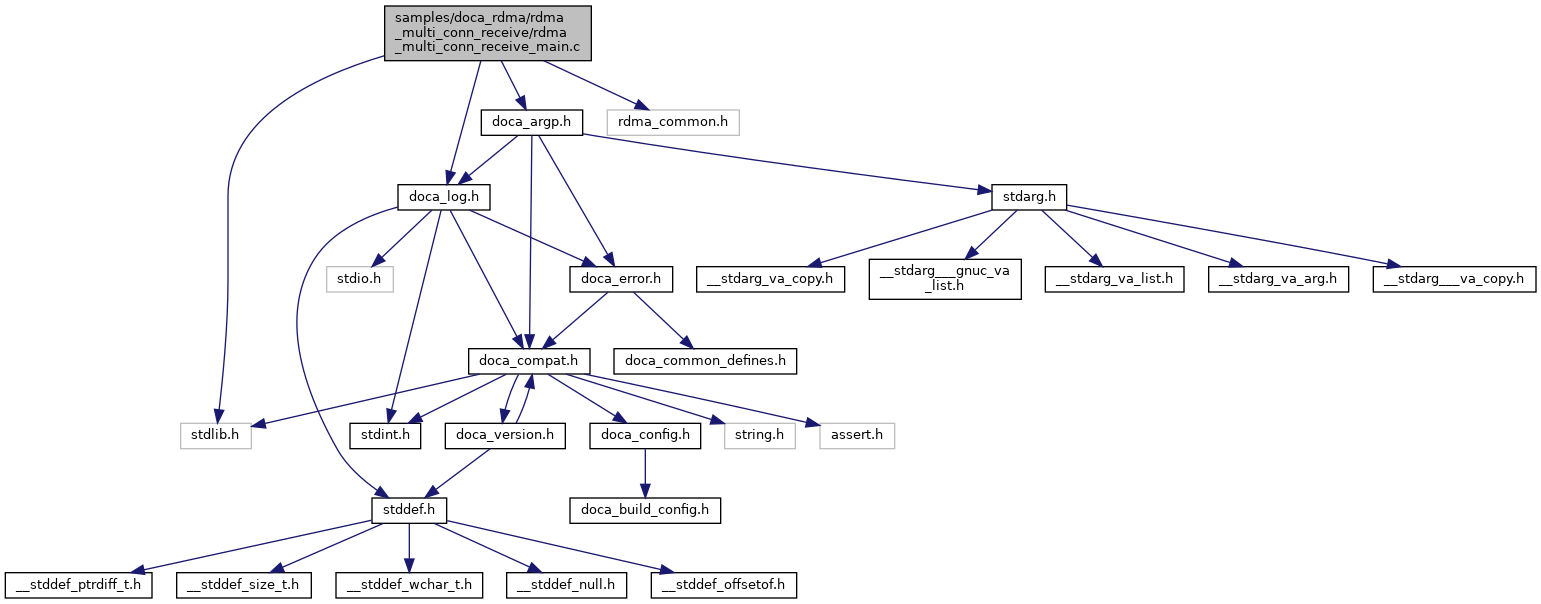 samples/doca_rdma/rdma
_multi_conn_receive/rdma
_multi_conn_receive_main.c
doca_argp.h
rdma_common.h
doca_log.h
stdarg.h
stdio.h
doca_error.h
__stdarg_va_copy.h
__stdarg___gnuc_va
_list.h
__stdarg_va_list.h
__stdarg_va_arg.h
__stdarg___va_copy.h
doca_compat.h
doca_common_defines.h
stdlib.h
stdint.h
doca_version.h
doca_config.h
string.h
assert.h
stddef.h
doca_build_config.h
__stddef_ptrdiff_t.h
__stddef_size_t.h
__stddef_wchar_t.h
__stddef_null.h
__stddef_offsetof.h